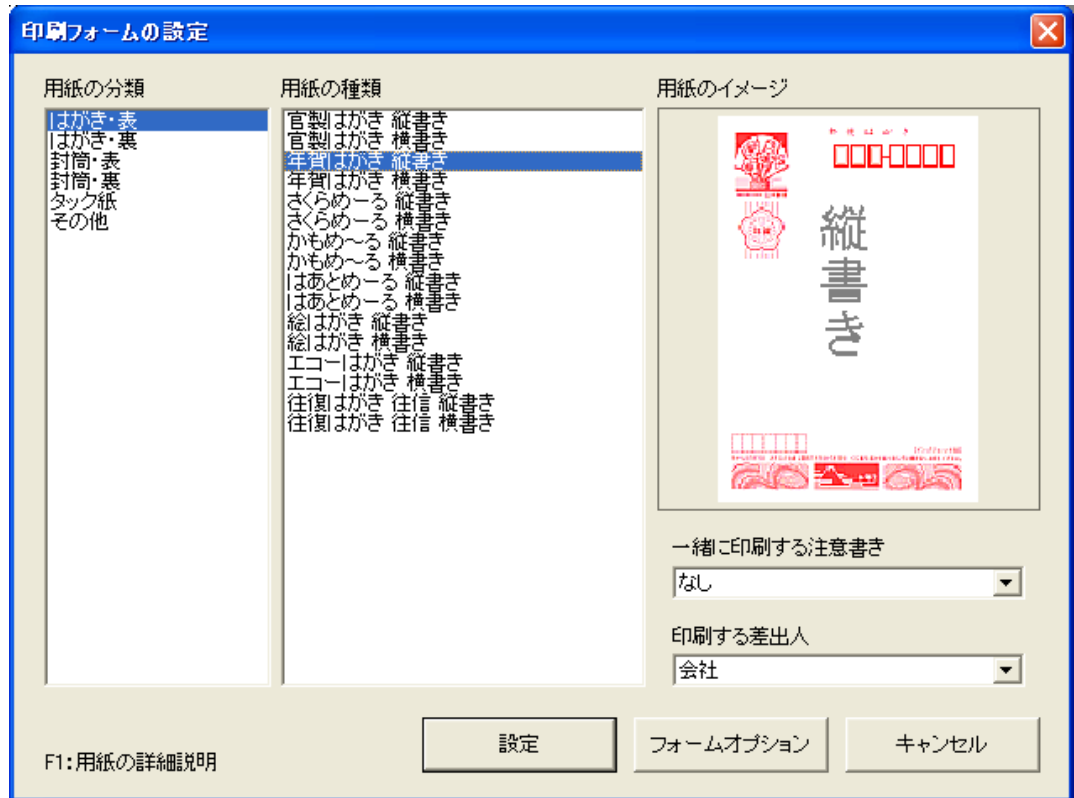 印刷フォームの設定
用紙の分類
はがき・表
はがき・裏
封筒・表
封筒・裏
タック紙
その他
用紙の種類
官製はがき 縦書き
官製はがき 横書き
年賀はがき 縦書き
年賀はがき 横書き
さくらめーる 縦書き
さくらめーる 横書き
かもめ～る 縦書き
かもめ～る 横書き
はあとめーる 縦書き
はあとめーる 横書き
絵はがき 縦書き
絵はがき 横書き
エコーはがき 縦書き
エコーはがき 横書き
往復はがき 往信 縦書き
往復はがき 往信 横書き
用紙のイメージ
縦書き
一緒に印刷する注意書き
なし
印刷する差出人
会社
F1:用紙の詳細説明
設定
フォームオプション
キャンセル